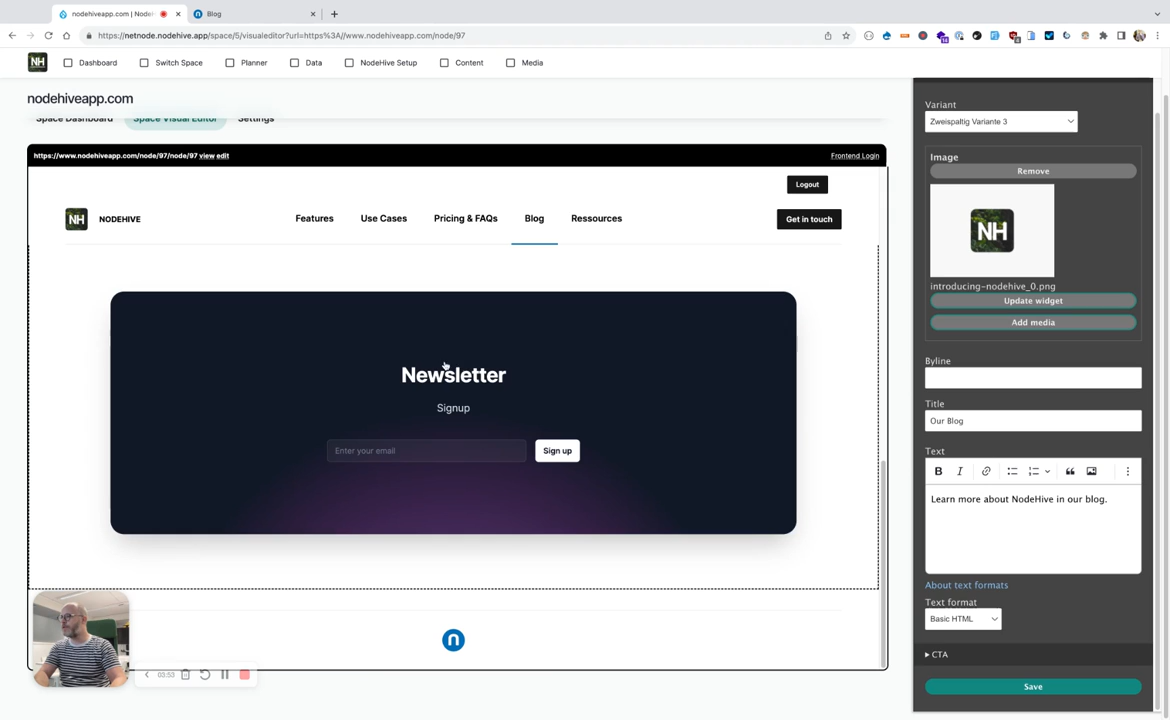 nodehiveapp.com | NodeH
Blog
https://netnode.nodehive.app/space/5/visualeditor?url=https%3A//www.nodehiveapp.com/node/97
NH
Dashboard
Switch Space
Planner
Data
NodeHive Setup
Content
Media
nodehiveapp.com
Space Dashboard
Space Visual Editor
Settings
https://www.nodehiveapp.com/node/97/node/97 view edit
Frontend Login
Logout
NH
NODEHIVE
Features
Use Cases
Pricing & FAQs
Blog
Ressources
Get in touch
Newsletter
Signup
Enter your email
Sign up
n
03:53
Variant
Zweispaltig Variante 3
Image
Remove
NH
introducing-nodehive_0.png
Update widget
Add media
Byline
Title
Our Blog
Text
B
I
Learn more about NodeHive in our blog.
About text formats
Text format
Basic HTML
CTA
Save